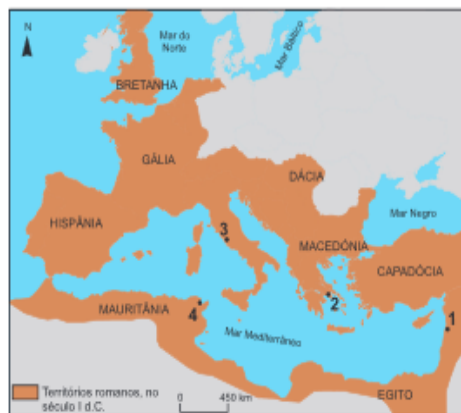 N
Mar do
Norte
Mar Báltico
BRETANHA
GÁLIA
DÁCIA
Mar Negro
HISPÂNIA
3
MACEDÔNIA
CAPADÓCIA
2
MAURITÂNIA
4
1
Mar Mediterrâneo
EGITO
Territórios romanos, no
século I d.C.
0 450 km